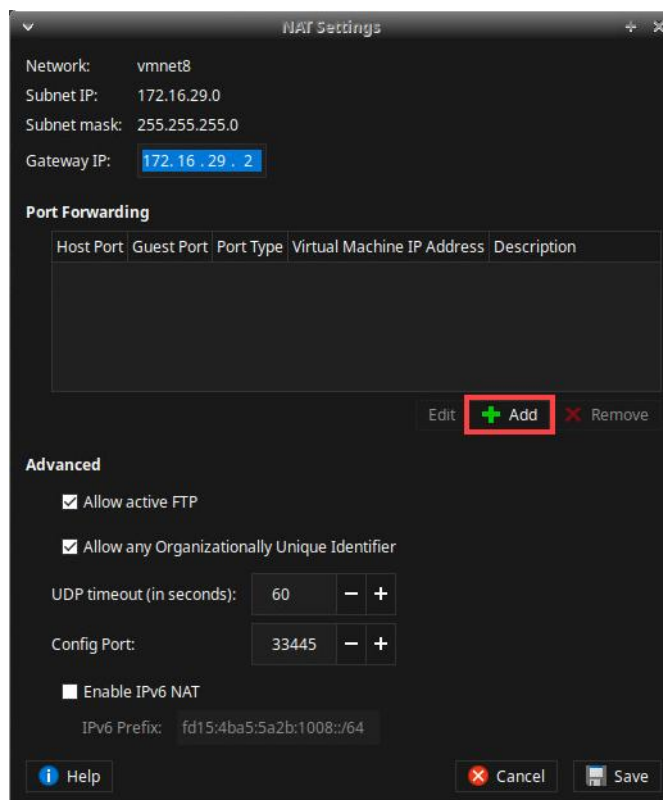 NAT Settings
Network: vmnet8
Subnet IP: 172.16.29.0
Subnet mask: 255.255.255.0
Gateway IP: 172. 16 . 29 . 2
Port Forwarding
Host Port Guest Port Port Type Virtual Machine IP Address Description
Edit Add Remove
Advanced
Allow active FTP
Allow any Organizationally Unique Identifier
UDP timeout (in seconds): 60 − +
Config Port: 33445 − +
Enable IPv6 NAT
IPv6 Prefix: fd15:4ba5:5a2b:1008::/64
Help Cancel Save